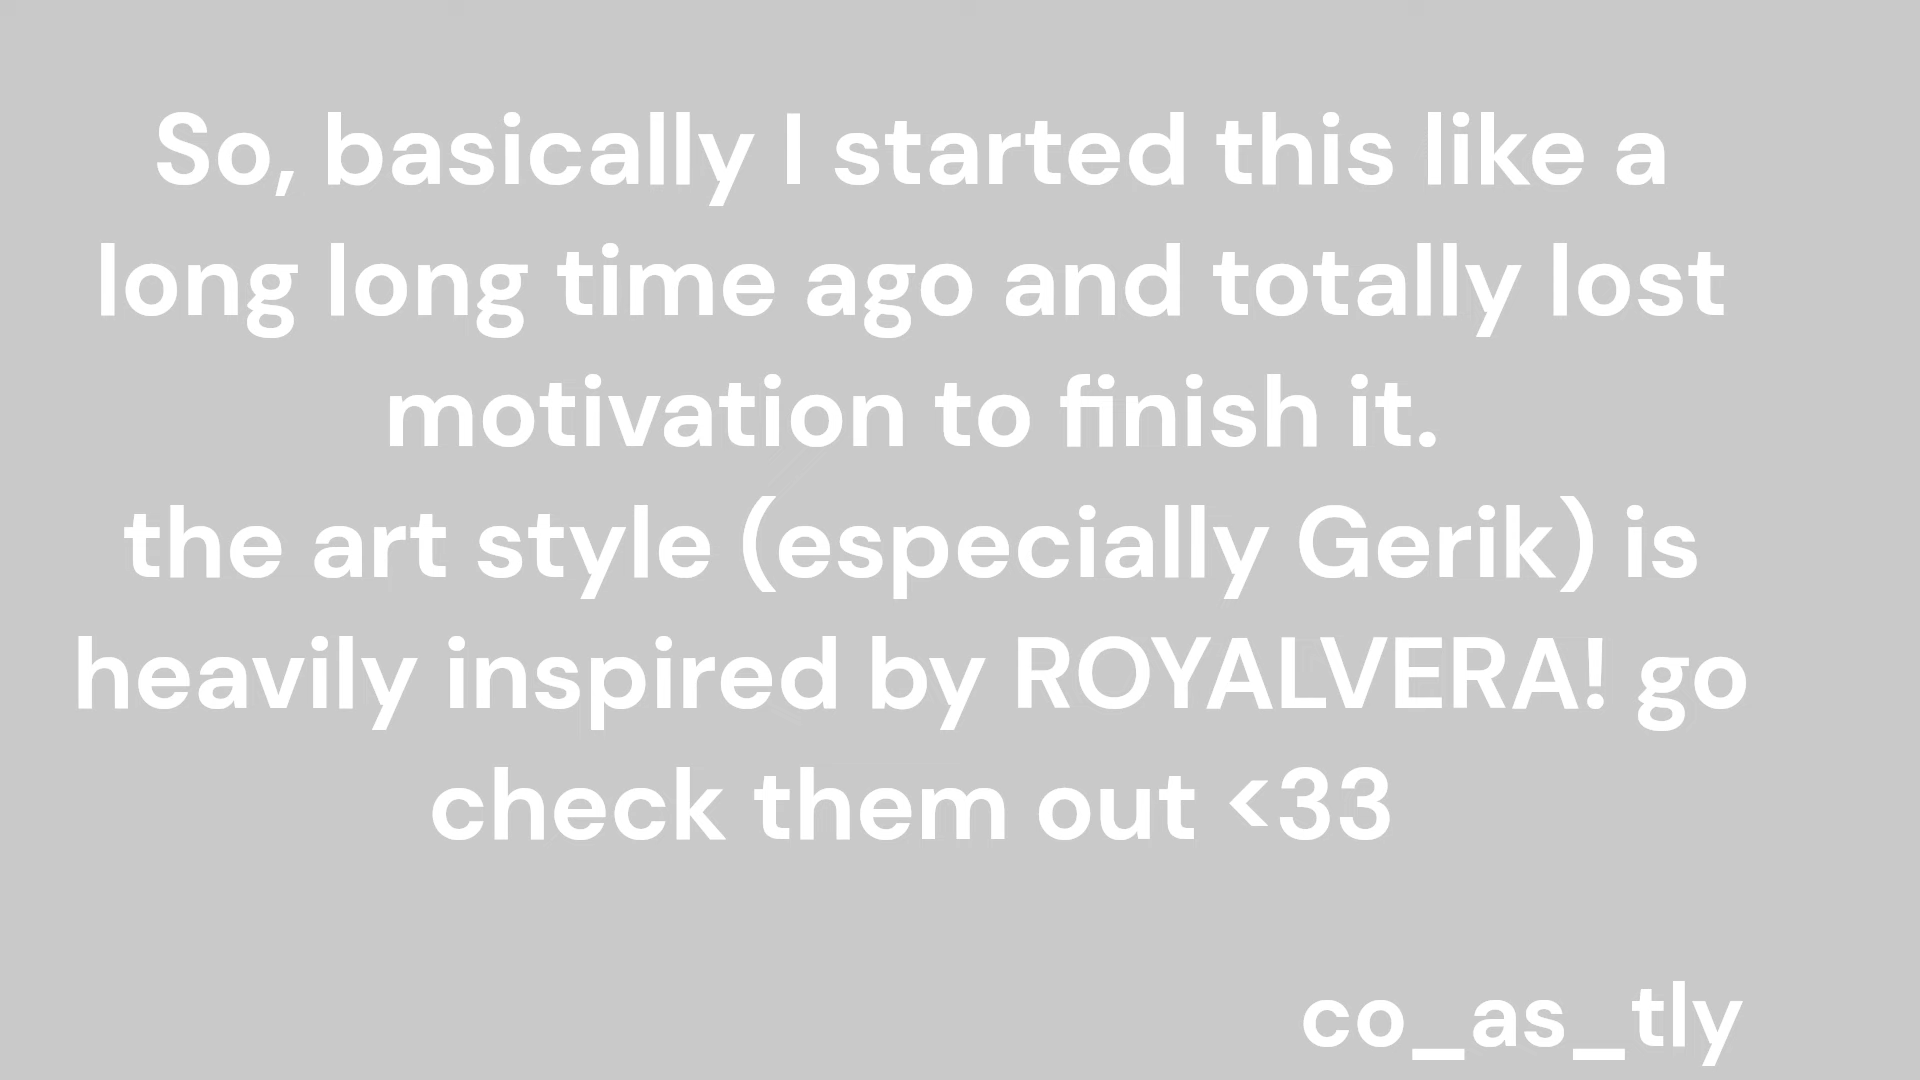 So, basically I started this like a
long long time ago and totally lost
motivation to finish it.
the art style (especially Gerik) is
heavily inspired by ROYALVERA! go
check them out <33
co_as_tly